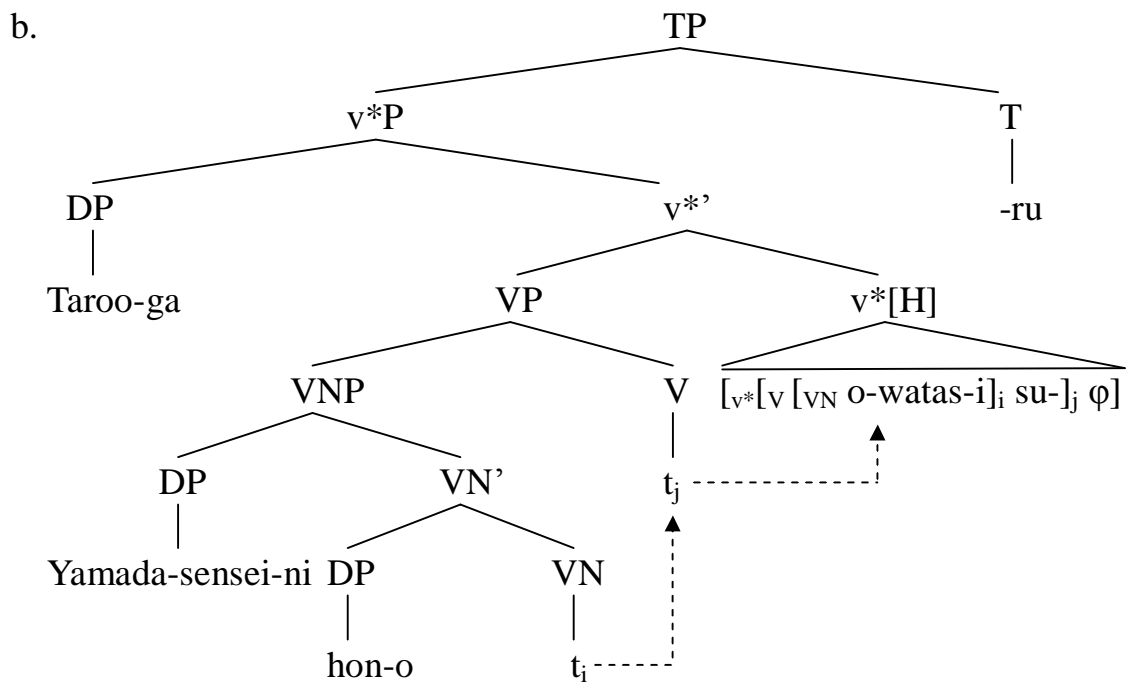 b. TP
v*P T
DP v*’ -ru
Taroo-ga VP v*[H]
VNP V [v*[V [VN o-watas-i]i su-]j φ]
DP VN’ tj
Yamada-sensei-ni DP VN
hon-o ti